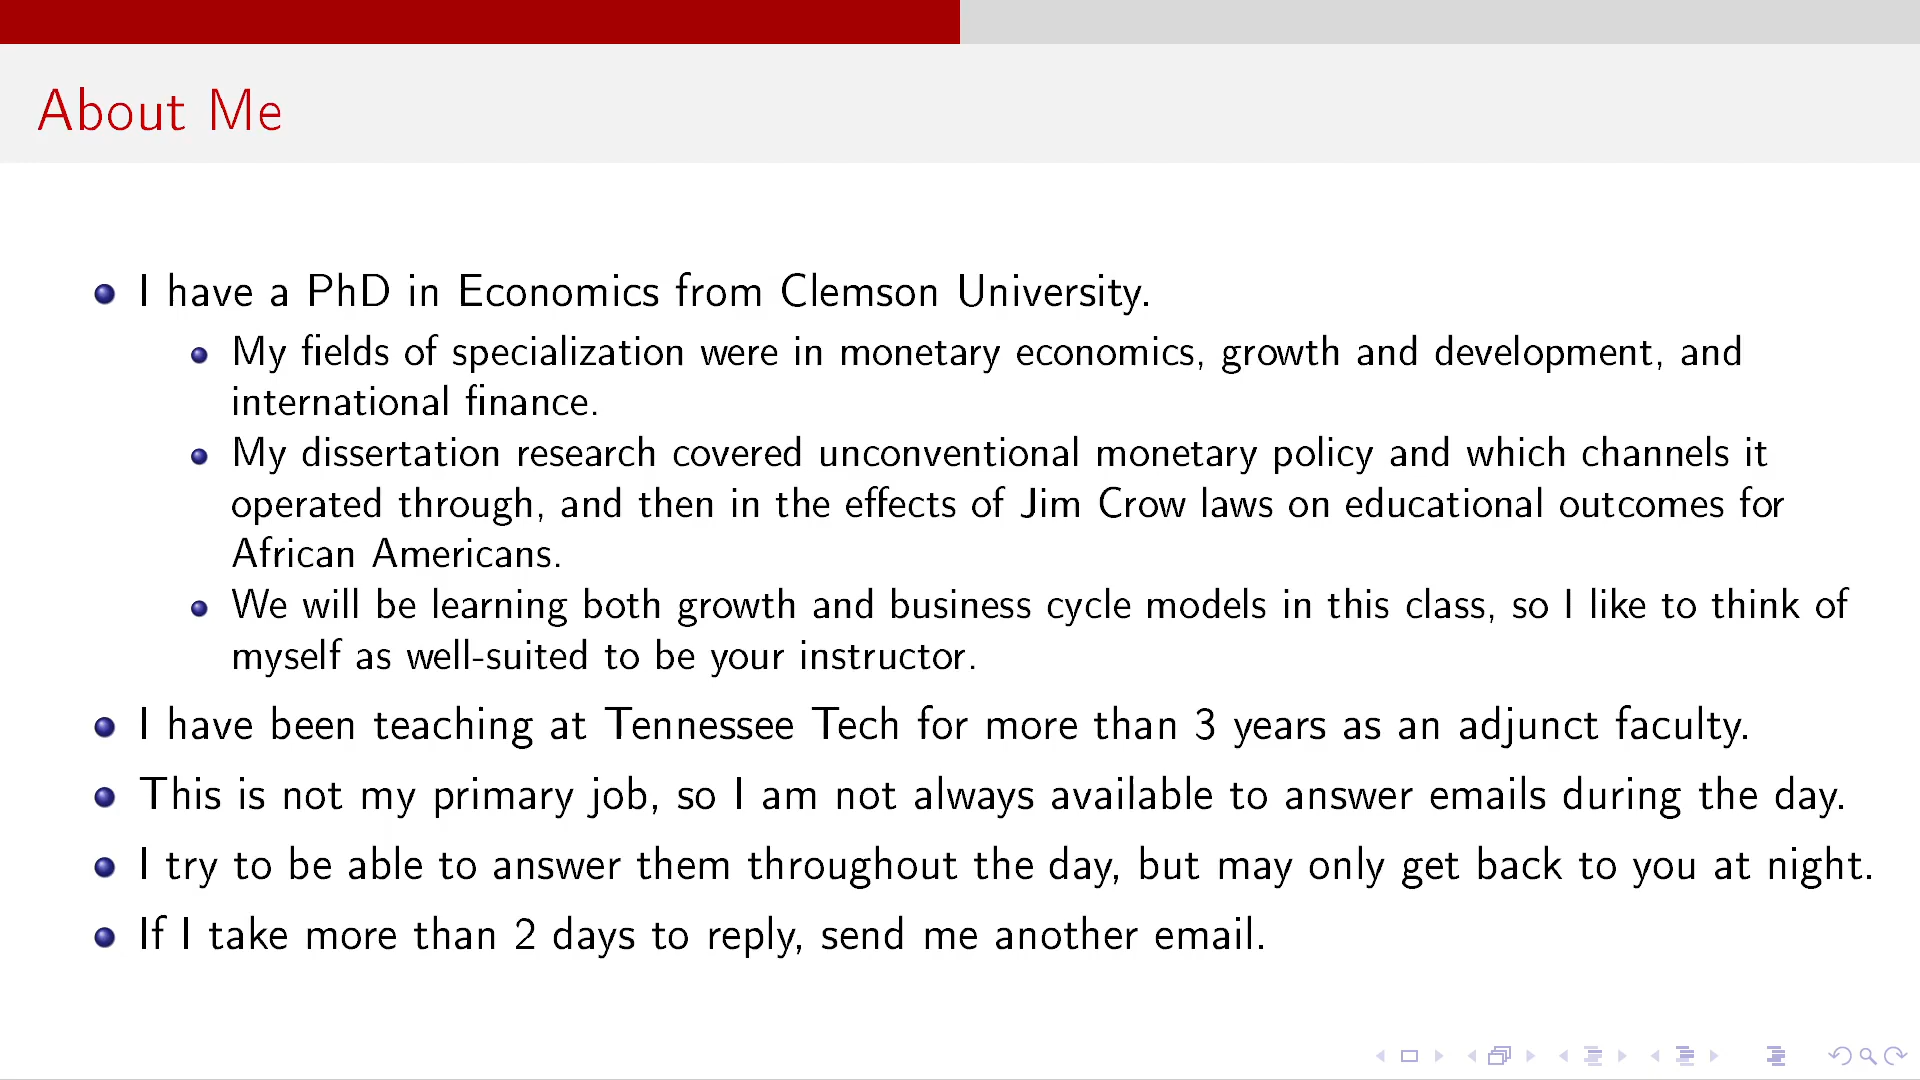 About Me
I have a PhD in Economics from Clemson University.
My fields of specialization were in monetary economics, growth and development, and
international finance.
My dissertation research covered unconventional monetary policy and which channels it
operated through, and then in the effects of Jim Crow laws on educational outcomes for
African Americans.
We will be learning both growth and business cycle models in this class, so I like to think of
myself as well-suited to be your instructor.
I have been teaching at Tennessee Tech for more than 3 years as an adjunct faculty.
This is not my primary job, so I am not always available to answer emails during the day.
I try to be able to answer them throughout the day, but may only get back to you at night.
If I take more than 2 days to reply, send me another email.